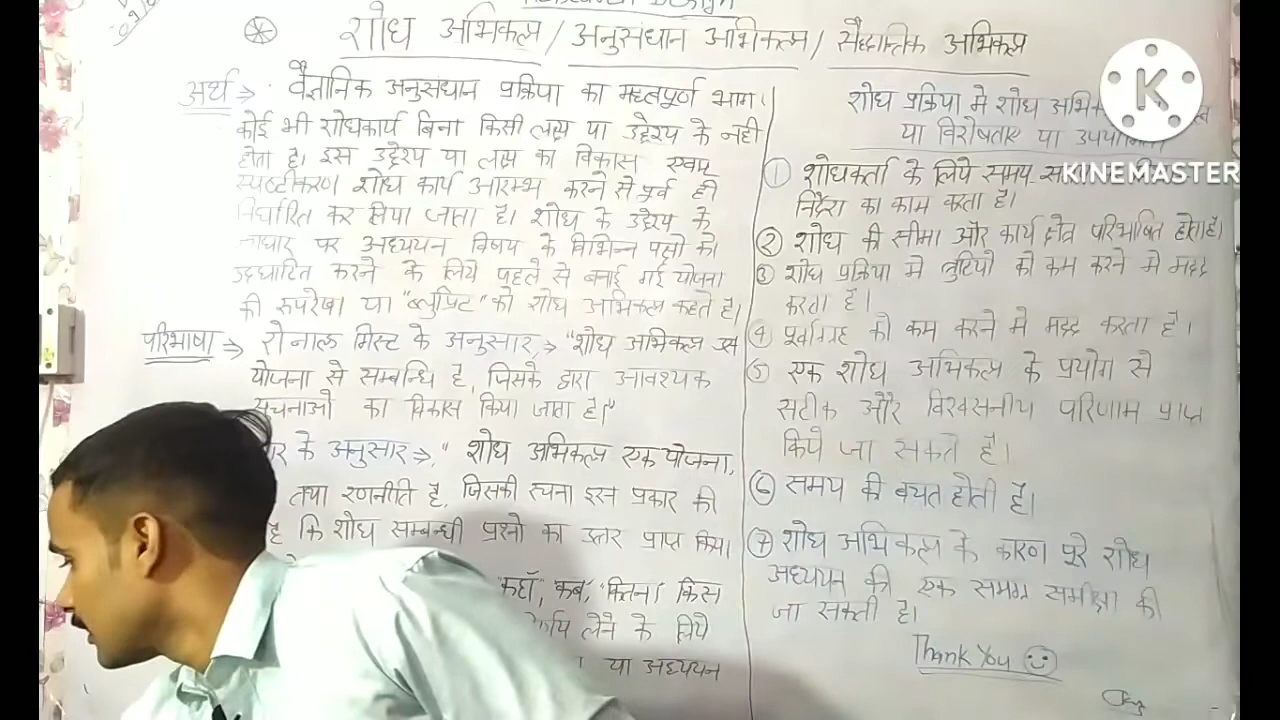 शोध अभिकल्प / अनुसंधान अभिकल्प / सैद्धान्तिक अभिकल्प
अर्थ ⇒ वैज्ञानिक अनुसंधान प्रक्रिया का महत्वपूर्ण भाग।
कोई भी शोधकार्य बिना किसी लक्ष्य या उद्देश्य के नही
होता है। इस उद्देश्य या लक्ष्य का विकास एवम्
स्पष्टीकरण शोध कार्य आरम्भ करने से पूर्व ही
निर्धारित कर लिया जाता है। शोध के उद्देश्य के
आधार पर अध्ययन विषय के विभिन्न पक्षो को
उद्घाटित करने के लिये पहले से बनाई गई योजना
की रूपरेखा या "ब्लुप्रिंट" को शोध अभिकल्प कहते है।
परिभाषा ⇒ रोनाल्ड मिस्ट के अनुसार, ⇒ "शोध अभिकल्प उस
योजना से सम्बन्धि है, जिसके द्वारा आवश्यक
सूचनाओं का विकास किया जाता है।"
के अनुसार ⇒ "शोध अभिकल्प एक योजना,
तथा रणनीति है, जिसकी रचना इस प्रकार की
है कि शोध सम्बन्धी प्रश्नो का उत्तर प्राप्त किया
"कहाँ", कब, "कितना किस
लेने के लिये
या अध्ययन
शोध प्रक्रिया मे शोध
या विशेषताए या
① शोधकर्ता के लिये समय
निर्देश का काम करता है।
② शोध की सीमा और कार्य क्षेत्र परिभाषित होता है।
③ शोध प्रक्रिया मे त्रुटियो को कम करने मे मदद
करता है।
④ पूर्वाग्रह को कम करने मे मदद करता है।
⑤ एक शोध अभिकल्प के प्रयोग से
सटीक और विश्वसनीय परिणाम प्राप्त
किये जा सकते है।
⑥ समय की बचत होती है।
⑦ शोध अभिकल्प के कारण पूरे शोध
अध्ययन की एक समग्र समीक्षा की
जा सकती है।
Thank You
K
KINEMASTER